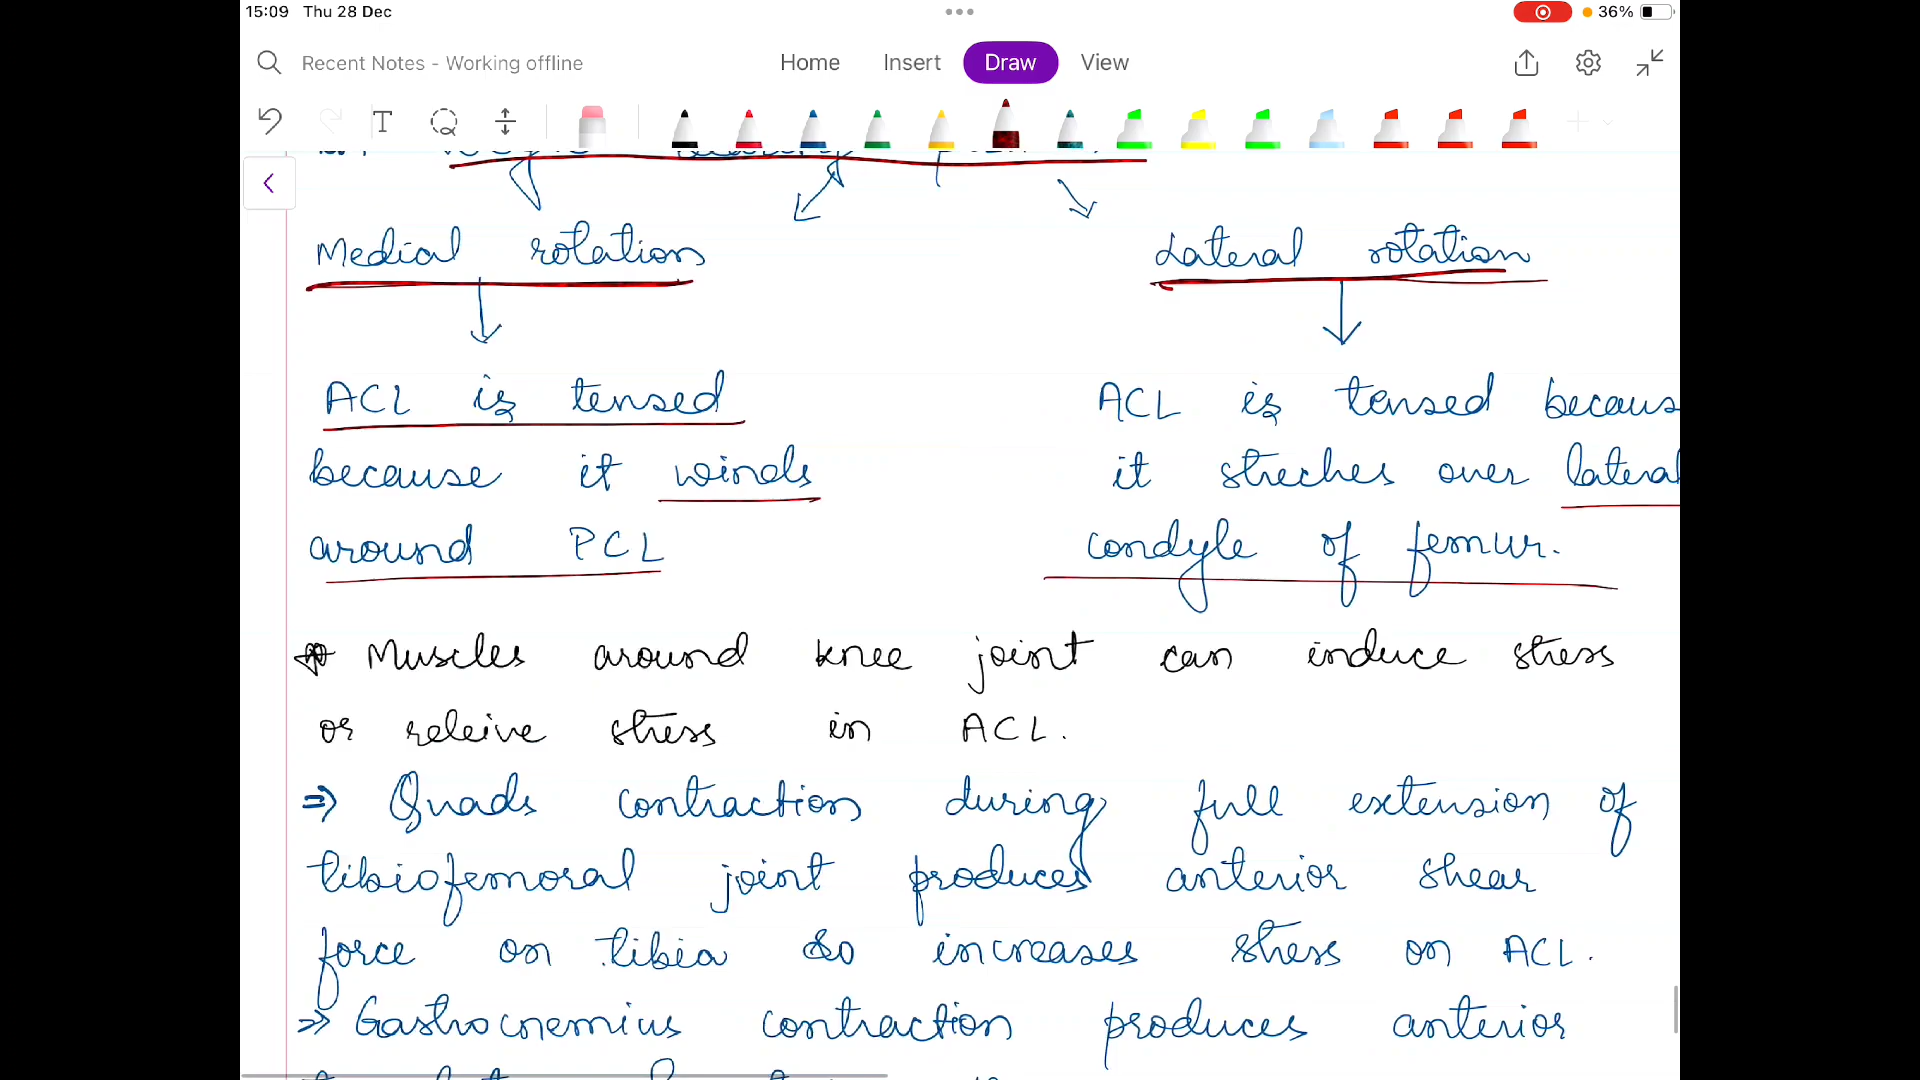 15:09 Thu 28 Dec
36%
Recent Notes - Working offline
Home Insert Draw View
T
Medial rotation
Lateral rotation
ACL is tensed
because it winds
around PCL
ACL is tensed becaus
it streches over lateral
condyle of femur.
Muscles around knee joint can induce stress
or releive stress in ACL.
⇒ Quads contraction during full extension of
tibiofemoral joint produces anterior shear
force on tibia so increases stress on ACL.
⇒ Gastrocnemius contraction produces anterior